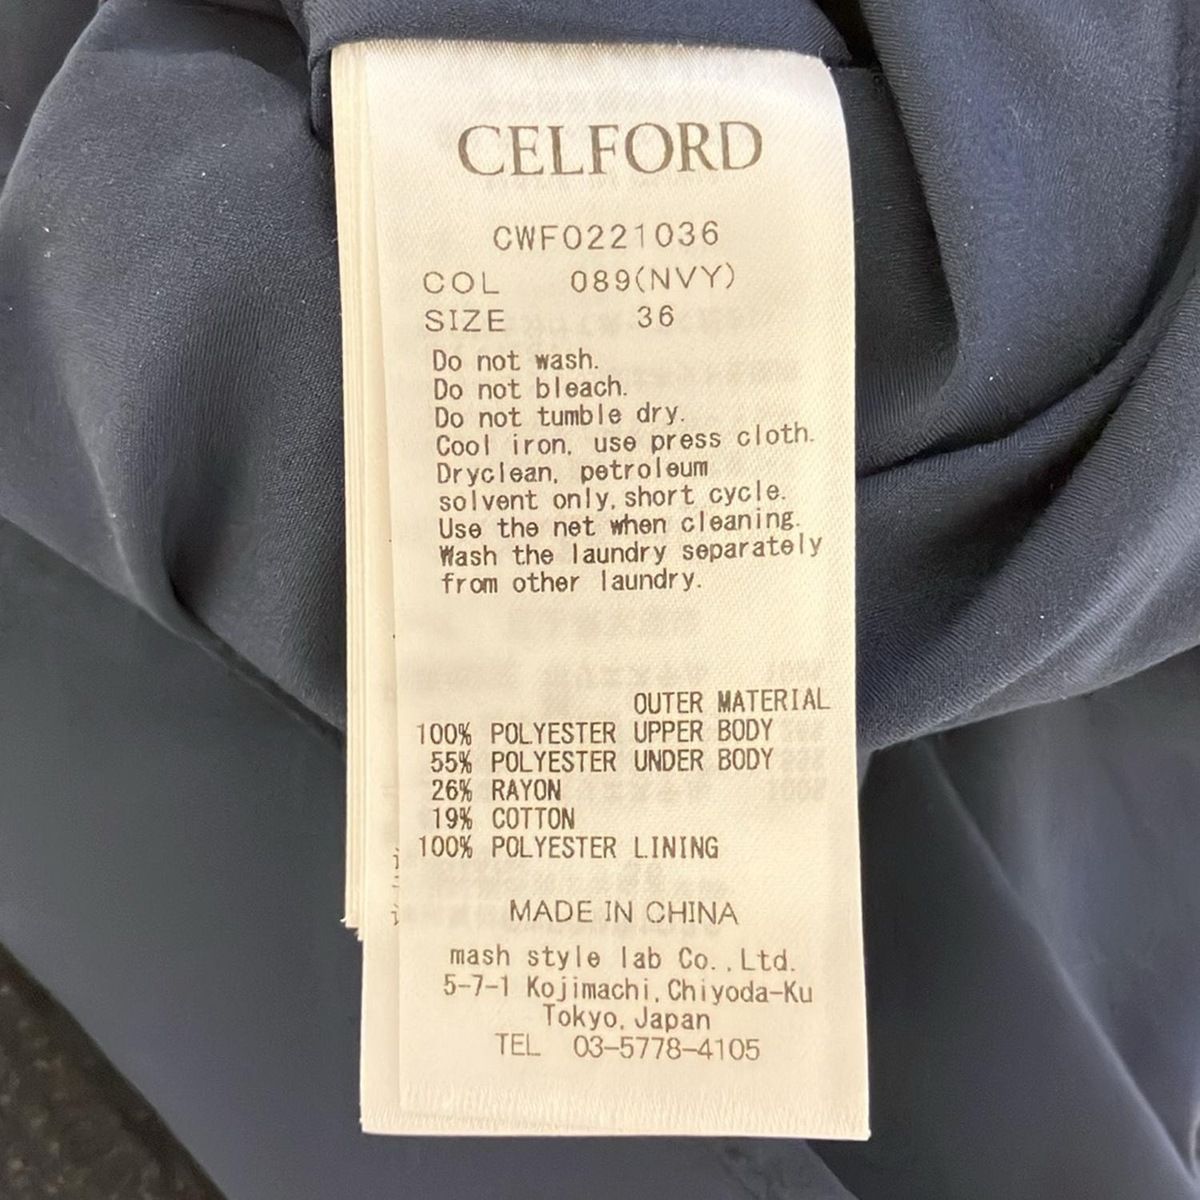 CELFORD
CWF0221036
COL 089(NVY)
SIZE 36
Do not wash.
Do not bleach.
Do not tumble dry.
Cool iron, use press cloth.
Dryclean, petroleum
solvent only, short cycle.
Use the net when cleaning.
Wash the laundry separately
from other laundry.
OUTER MATERIAL
100% POLYESTER UPPER BODY
55% POLYESTER UNDER BODY
26% RAYON
19% COTTON
100% POLYESTER LINING
MADE IN CHINA
mash style lab Co., Ltd.
5-7-1 Kojimachi, Chiyoda-Ku
Tokyo, Japan
TEL 03-5778-4105